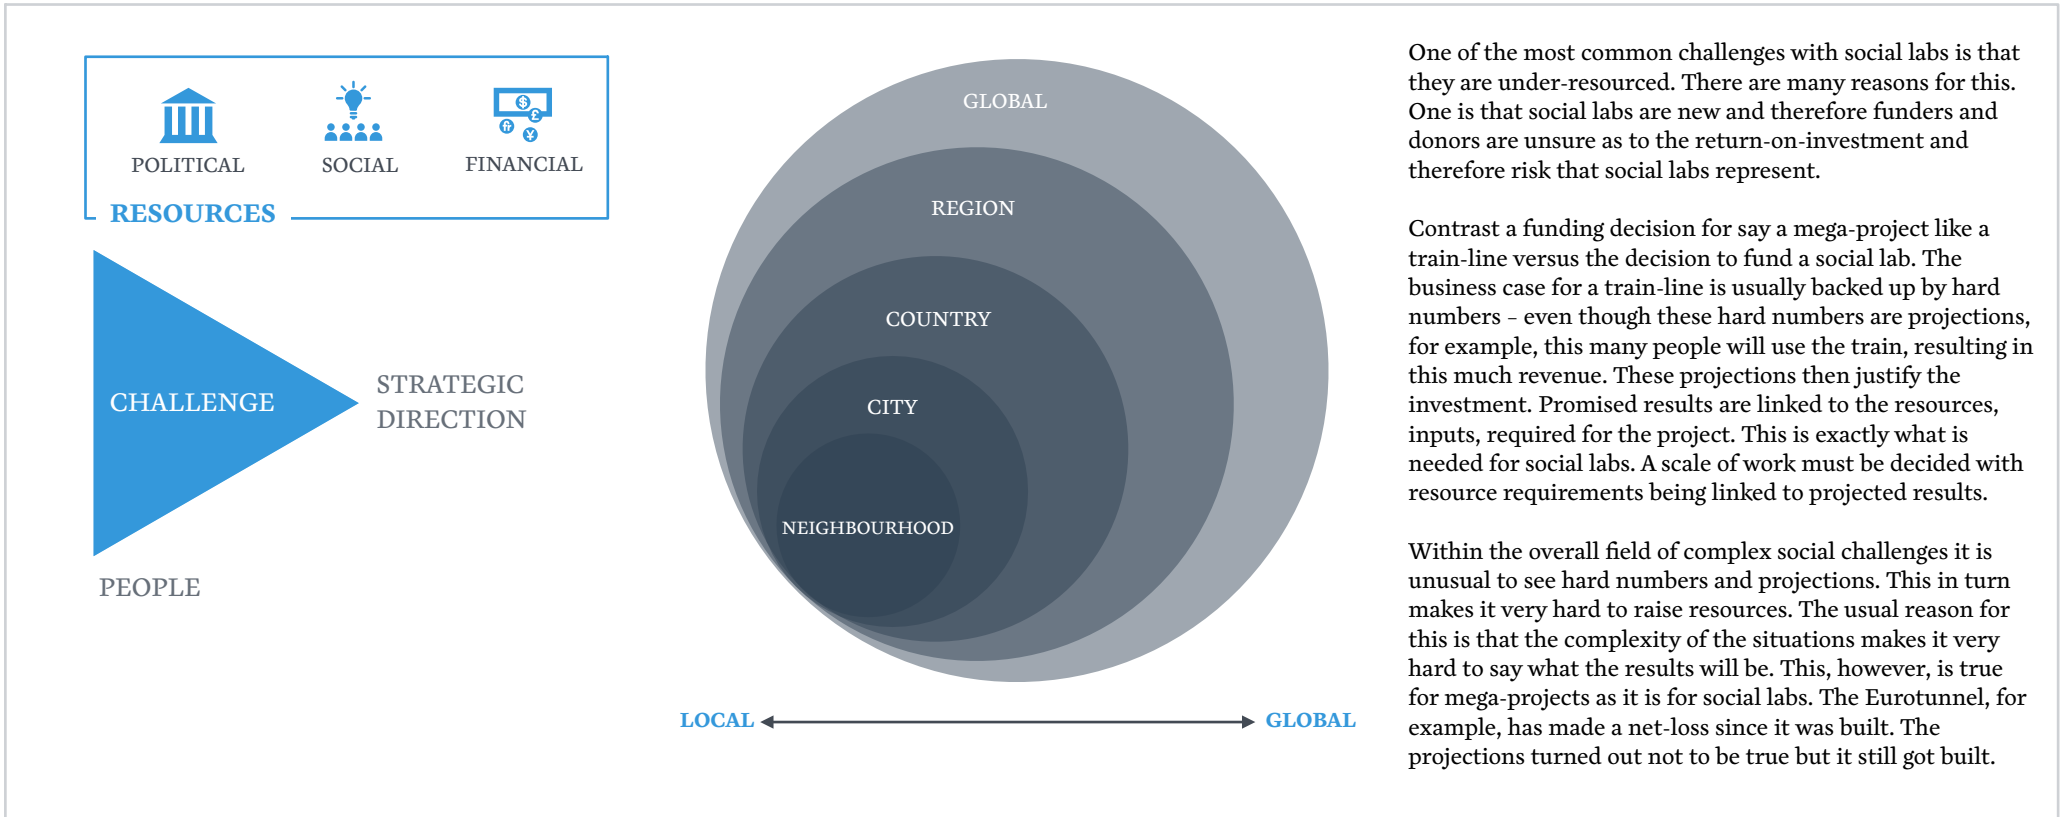 POLITICAL
SOCIAL
FINANCIAL
RESOURCES
CHALLENGE
STRATEGIC
DIRECTION
PEOPLE
GLOBAL
REGION
COUNTRY
CITY
NEIGHBOURHOOD
LOCAL
GLOBAL
One of the most common challenges with social labs is that
they are under-resourced. There are many reasons for this.
One is that social labs are new and therefore funders and
donors are unsure as to the return-on-investment and
therefore risk that social labs represent.
Contrast a funding decision for say a mega-project like a
train-line versus the decision to fund a social lab. The
business case for a train-line is usually backed up by hard
numbers – even though these hard numbers are projections,
for example, this many people will use the train, resulting in
this much revenue. These projections then justify the
investment. Promised results are linked to the resources,
inputs, required for the project. This is exactly what is
needed for social labs. A scale of work must be decided with
resource requirements being linked to projected results.
Within the overall field of complex social challenges it is
unusual to see hard numbers and projections. This in turn
makes it very hard to raise resources. The usual reason for
this is that the complexity of the situations makes it very
hard to say what the results will be. This, however, is true
for mega-projects as it is for social labs. The Eurotunnel, for
example, has made a net-loss since it was built. The
projections turned out not to be true but it still got built.